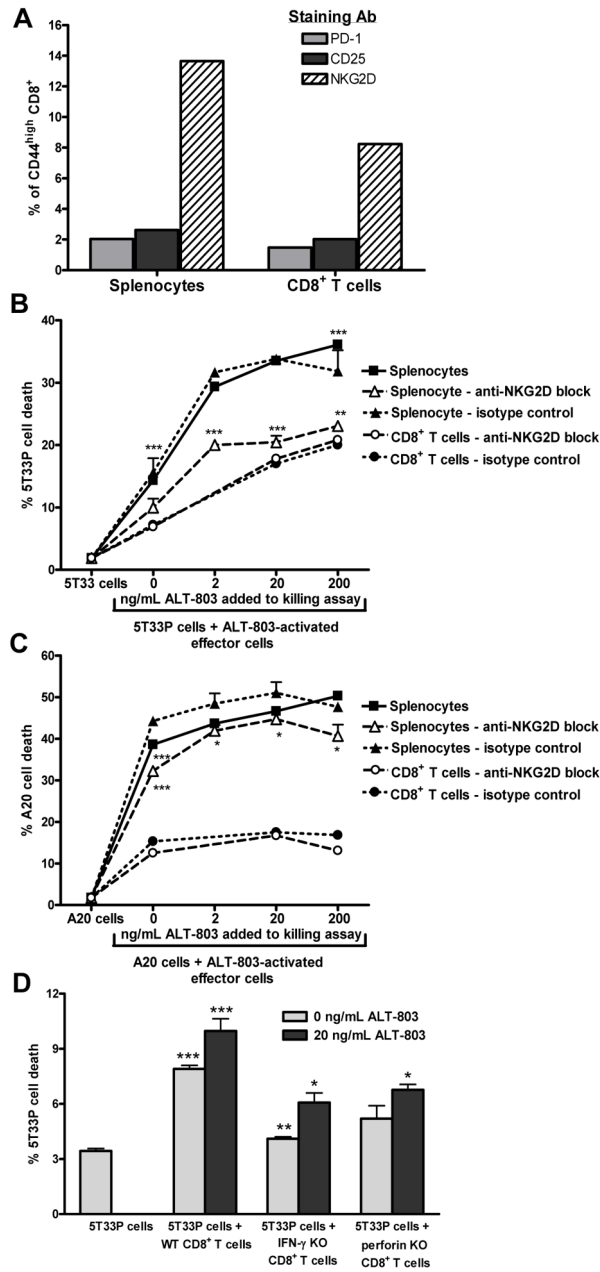 A
Staining Ab
PD-1
CD25
NKG2D
% of CD44ʰⁱᵍʰ CD8⁺
16
14
12
10
8
6
4
2
0
Splenocytes
CD8⁺ T cells
B
% 5T33P cell death
40
30
20
10
0
***
***
***
***
**
Splenocytes
Splenocyte - anti-NKG2D block
Splenocyte - isotype control
CD8⁺ T cells - anti-NKG2D block
CD8⁺ T cells - isotype control
5T33 cells
0
2
20
200
ng/mL ALT-803 added to killing assay
5T33P cells + ALT-803-activated
effector cells
C
% A20 cell death
60
50
40
30
20
10
0
***
***
*
*
*
Splenocytes
Splenocytes - anti-NKG2D block
Splenocytes - isotype control
CD8⁺ T cells - anti-NKG2D block
CD8⁺ T cells - isotype control
A20 cells
0
2
20
200
ng/mL ALT-803 added to killing assay
A20 cells + ALT-803-activated
effector cells
D
% 5T33P cell death
12
9
6
3
0
0 ng/mL ALT-803
20 ng/mL ALT-803
***
***
**
*
*
5T33P cells
5T33P cells +
WT CD8⁺ T cells
5T33P cells +
IFN-γ KO
CD8⁺ T cells
5T33P cells +
perforin KO
CD8⁺ T cells